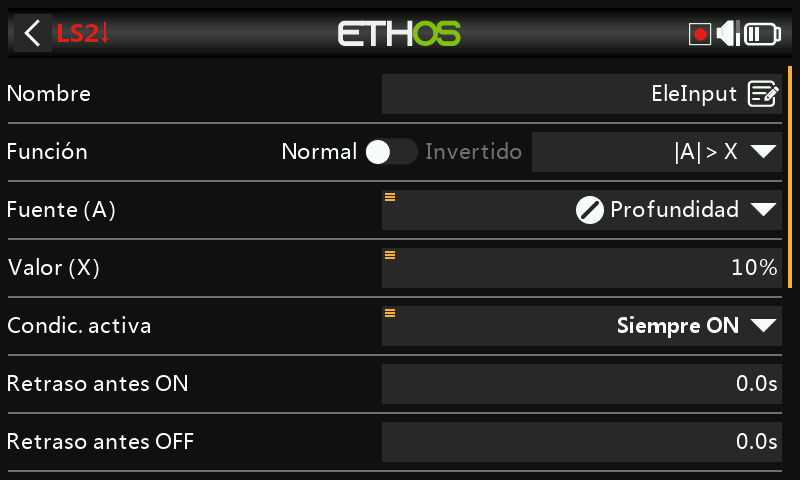 LS2↓ ETHOS
Nombre EleInput
Función Normal Invertido |A| > X
Fuente (A) Profundidad
Valor (X) 10%
Condic. activa Siempre ON
Retraso antes ON 0.0s
Retraso antes OFF 0.0s